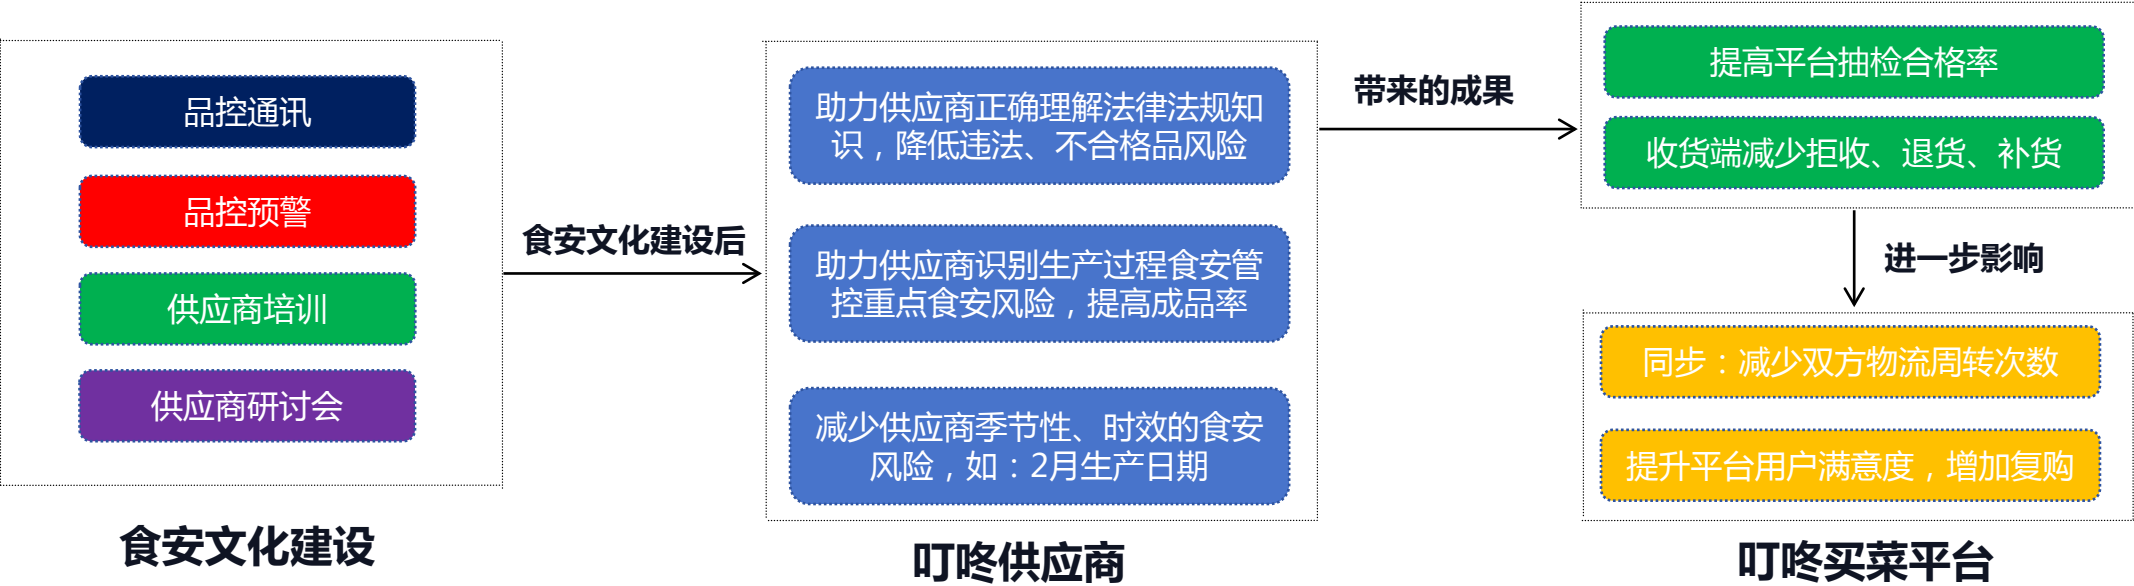 品控通讯
品控预警
供应商培训
供应商研讨会
食安文化建设
食安文化建设后
助力供应商正确理解法律法规知
识，降低违法、不合格品风险
助力供应商识别生产过程食安管
控重点食安风险，提高成品率
减少供应商季节性、时效的食安
风险，如：2月生产日期
叮咚供应商
带来的成果
提高平台抽检合格率
收货端减少拒收、退货、补货
进一步影响
同步：减少双方物流周转次数
提升平台用户满意度，增加复购
叮咚买菜平台